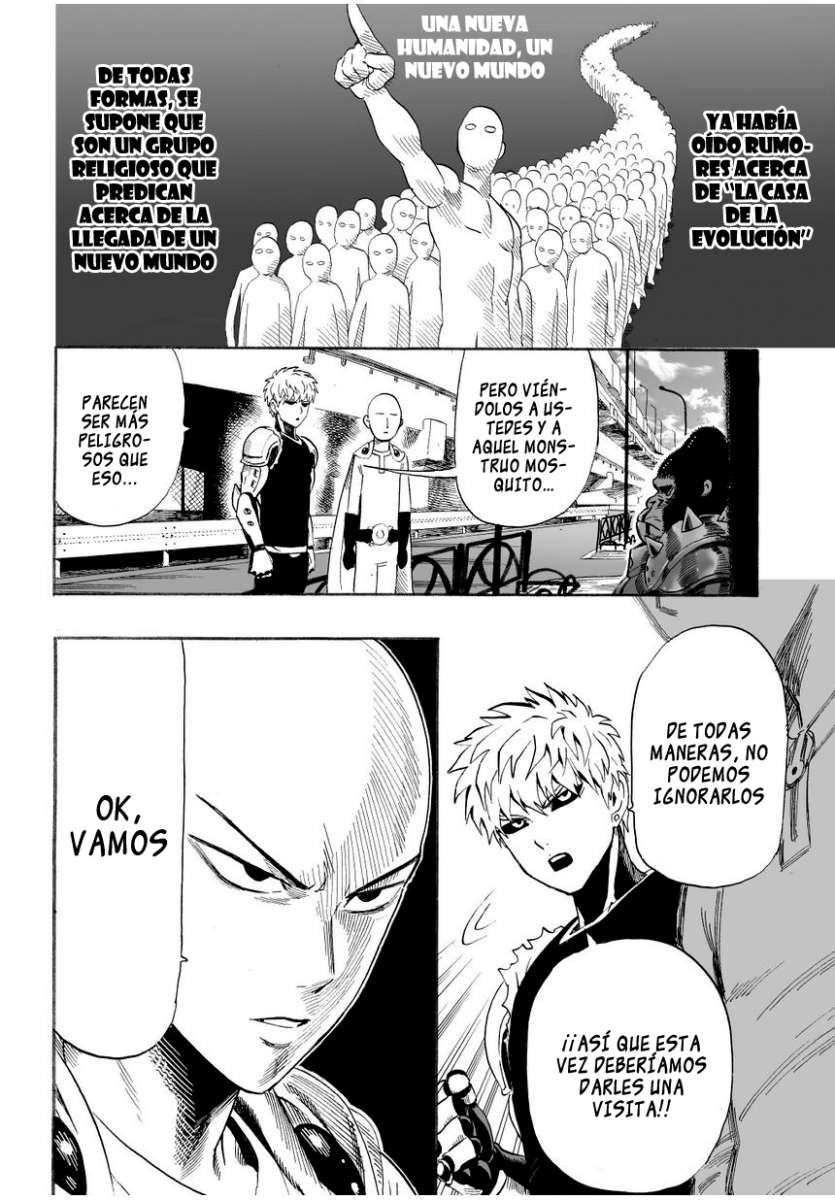 YA HABÍA
OÍDO RUMO-
RES ACERCA
DE "LA CASA
DE LA
EVOLUCIÓN"
UNA NUEVA
HUMANIDAD, UN
NUEVO MUNDO
DE TODAS
FORMAS, SE
SUPONE QUE
SON UN GRUPO
RELIGIOSO QUE
PREDICAN
ACERCA DE LA
LLEGADA DE UN
NUEVO MUNDO
PERO VIÉN-
DOLOS A US-
TEDES Y A
AQUEL MONS-
TRUO MOS-
QUITO...
PARECEN
SER MÁS
PELIGRO-
SOS QUE
ESO...
DE TODAS
MANERAS, NO
PODEMOS
IGNORARLOS
¡¡ASÍ QUE ESTA
VEZ DEBERÍAMOS
DARLES UNA
VISITA!!
OK,
VAMOS